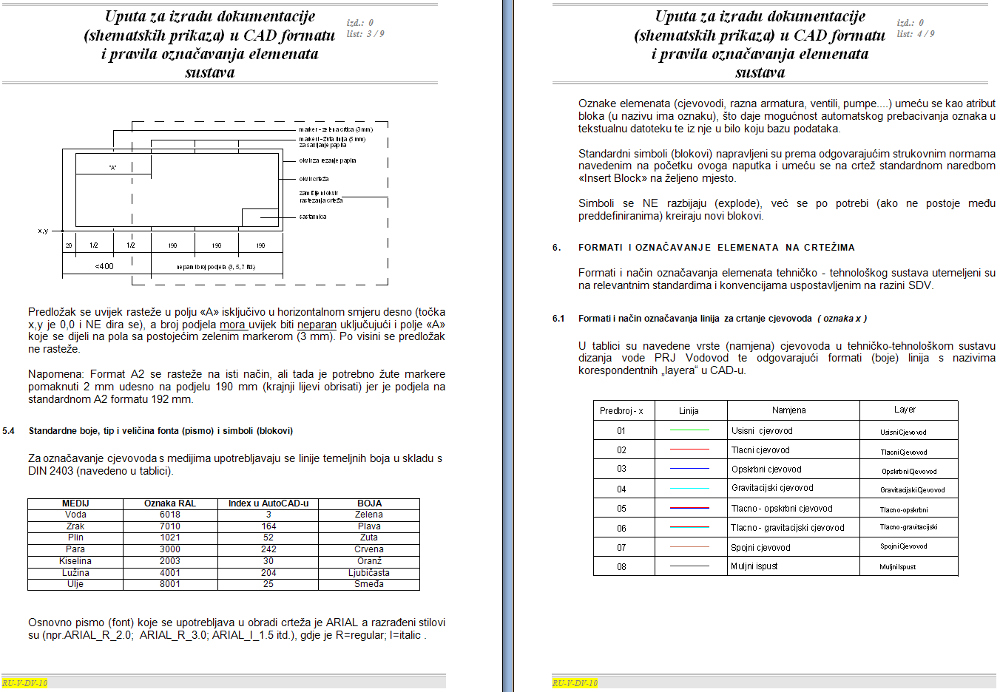 Uputa za izradu dokumentacije
(shematskih prikaza) u CAD formatu
i pravila označavanja elemenata
sustava
izd.: 0
list: 3 / 9
marker - zelena crtica (3 mm)
markeri - žuta linija (5 mm)
za savijanje papira
okvir za rezanje papira
"A"
okvir crteža
zamišljeni okvir
rastezanja crteža
sastavnica
x,y
20 1/2 1/2 190 190 190
<400 neparni broj podjela (3, 5, 7 itd.)
Predložak se uvijek rasteže u polju «A» isključivo u horizontalnom smjeru desno (točka
x,y je 0,0 i NE dira se), a broj podjela mora uvijek biti neparan uključujući i polje «A»
koje se dijeli na pola sa postojećim zelenim markerom (3 mm). Po visini se predložak
ne rasteže.
Napomena: Format A2 se rasteže na isti način, ali tada je potrebno žute markere
pomaknuti 2 mm udesno na podjelu 190 mm (krajnji lijevi obrisati) jer je podjela na
standardnom A2 formatu 192 mm.
5.4 Standardne boje, tip i veličina fonta (pismo) i simboli (blokovi)
Za označavanje cjevovoda s medijima upotrebljavaju se linije temeljnih boja u skladu s
DIN 2403 (navedeno u tablici).
MEDIJ Oznaka RAL Index u AutoCAD-u BOJA
Voda 6018 3 Zelena
Zrak 7010 164 Plava
Plin 1021 52 Žuta
Para 3000 242 Crvena
Kiselina 2003 30 Oranž
Lužina 4001 204 Ljubičasta
Ulje 8001 25 Smeđa
Osnovno pismo (font) koje se upotrebljava u obradi crteža je ARIAL a razrađeni stilovi
su (npr.ARIAL_R_2.0; ARIAL_R_3.0; ARIAL_I_1.5 itd.), gdje je R=regular; I=italic .
RU-V-DV-10
Uputa za izradu dokumentacije
(shematskih prikaza) u CAD formatu
i pravila označavanja elemenata
sustava
izd.: 0
list: 4 / 9
Oznake elemenata (cjevovodi, razna armatura, ventili, pumpe....) umeću se kao atribut
bloka (u nazivu ima oznaku), što daje mogućnost automatskog prebacivanja oznaka u
tekstualnu datoteku te iz nje u bilo koju bazu podataka.
Standardni simboli (blokovi) napravljeni su prema odgovarajućim strukovnim normama
navedenim na početku ovoga naputka i umeću se na crtež standardnom naredbom
«Insert Block» na željeno mjesto.
Simboli se NE razbijaju (explode), već se po potrebi (ako ne postoje među
preddefiniranima) kreiraju novi blokovi.
6. FORMATI I OZNAČAVANJE ELEMENATA NA CRTEŽIMA
Formati i način označavanja elemenata tehničko - tehnološkog sustava utemeljeni su
na relevantnim standardima i konvencijama uspostavljenim na razini SDV.
6.1 Formati i način označavanja linija za crtanje cjevovoda ( oznaka x )
U tablici su navedene vrste (namjena) cjevovoda u tehničko-tehnološkom sustavu
dizanja vode PRJ Vodovod te odgovarajući formati (boje) linija s nazivima
korespondentnih „layera“ u CAD-u.
Predbroj - x Linija Namjena Layer
01 Usisni cjevovod UsisniCjevovod
02 Tlacni cjevovod TlacniCjevovod
03 Opskrbni cjevovod OpskrbniCjevovod
04 Gravitacijski cjevovod GravitacijskiCjevovod
05 Tlacno - opskrbni cjevovod Tlacno-opskrbni
06 Tlacno - gravitacijski cjevovod Tlacno-gravitacijski
07 Spojni cjevovod SpojniCjevovod
08 Muljni ispust MuljniIspust
RU-V-DV-10